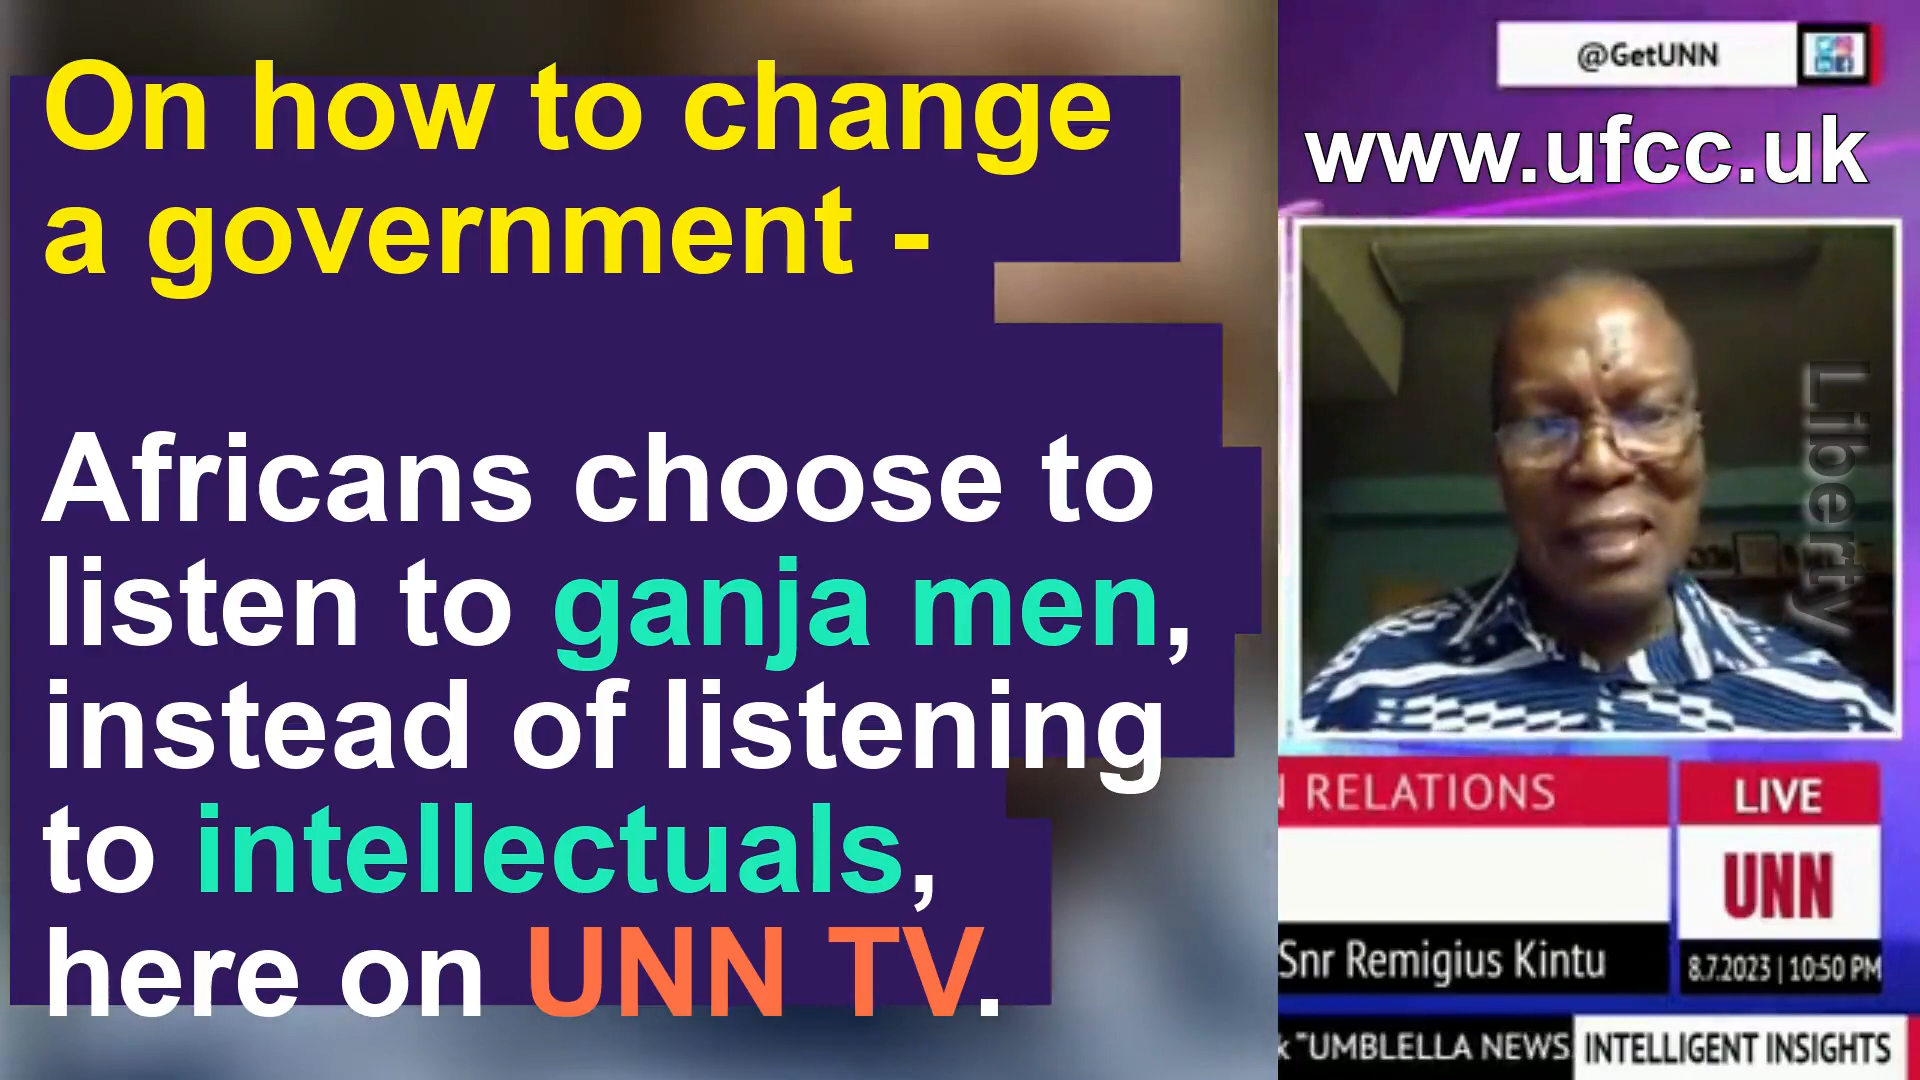 On how to change
a government -
Africans choose to
listen to ganja men,
instead of listening
to intellectuals,
here on UNN TV.
@GetUNN
www.ufcc.uk
Liberty
N RELATIONS
LIVE
UNN
Snr Remigius Kintu
8.7.2023 | 10:50 PM
& "UMBLELLA NEWS
INTELLIGENT INSIGHTS